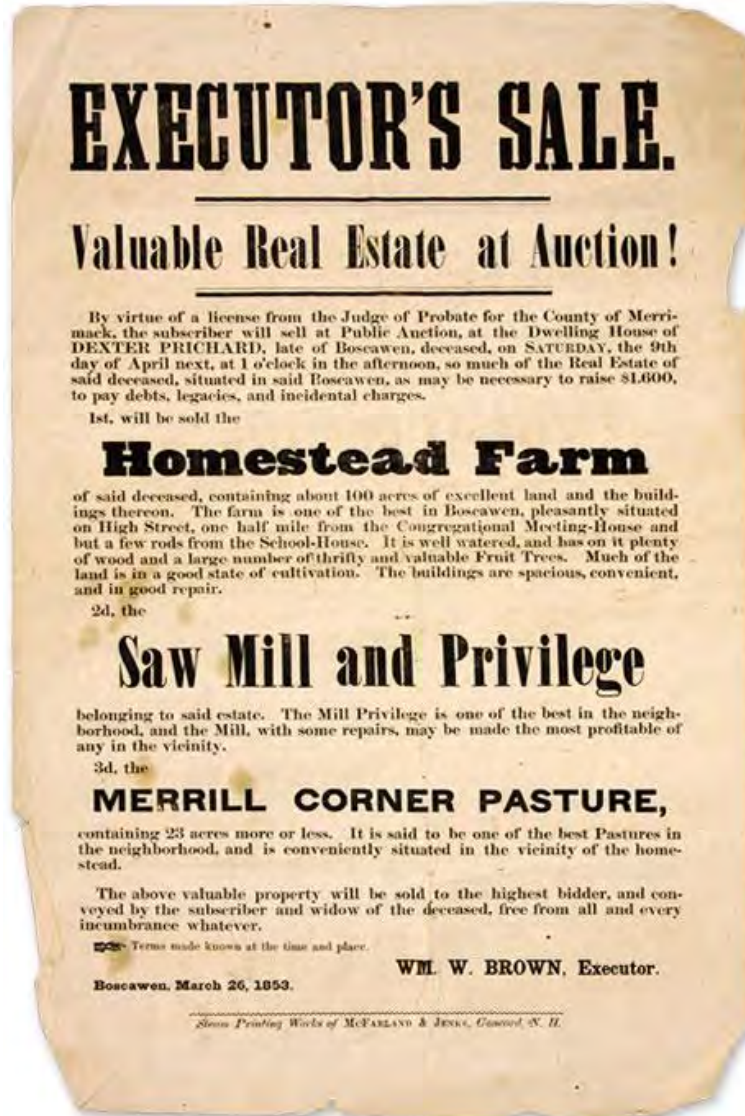 EXECUTOR'S SALE.
Valuable Real Estate at Auction!
By virtue of a license from the Judge of Probate for the County of Merri-
mack, the subscriber will sell at Public Auction, at the Dwelling House of
DEXTER PRICHARD, late of Boscawen, deceased, on SATURDAY, the 9th
day of April next, at 1 o'clock in the afternoon, so much of the Real Estate of
said deceased, situated in said Boscawen, as may be necessary to raise $1,600,
to pay debts, legacies, and incidental charges.
1st, will be sold the
Homestead Farm
of said deceased, containing about 100 acres of excellent land and the build-
ings thereon. The farm is one of the best in Boscawen, pleasantly situated
on High Street, one half mile from the Congregational Meeting-House and
but a few rods from the School-House. It is well watered, and has on it plenty
of wood and a large number of thrifty and valuable Fruit Trees. Much of the
land is in a good state of cultivation. The buildings are spacious, convenient,
and in good repair.
2d, the
Saw Mill and Privilege
belonging to said estate. The Mill Privilege is one of the best in the neigh-
borhood, and the Mill, with some repairs, may be made the most profitable of
any in the vicinity.
3d, the
MERRILL CORNER PASTURE,
containing 23 acres more or less. It is said to be one of the best Pastures in
the neighborhood, and is conveniently situated in the vicinity of the home-
stead.
The above valuable property will be sold to the highest bidder, and con-
veyed by the subscriber and widow of the deceased, free from all and every
incumbrance whatever.
Terms made known at the time and place.
WM. W. BROWN, Executor.
Boscawen, March 26, 1853.
Steam Printing Works of MCFARLAND & JENKS, Concord, N. H.